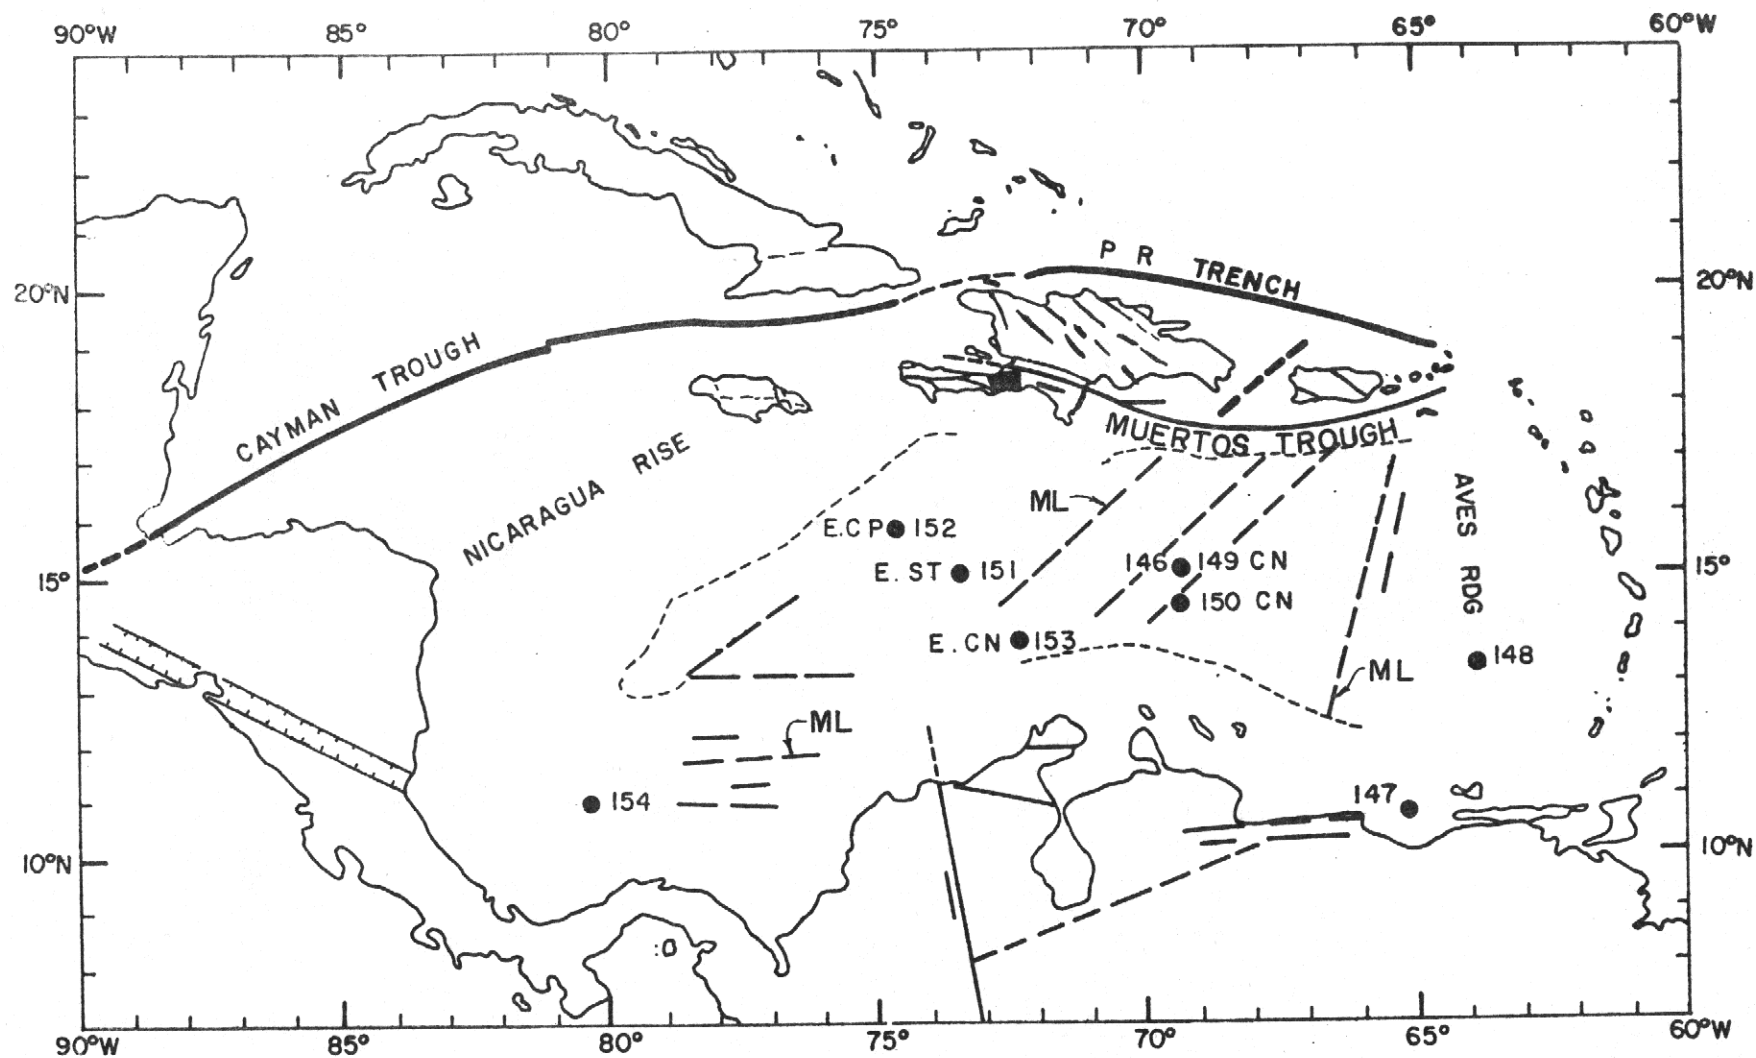 90°W 85° 80° 75° 70° 65° 60°W
P R TRENCH
20°N 20°N
CAYMAN TROUGH
MUERTOS TROUGH
NICARAGUA RISE
AVES RDG
ML
E.CP 152
E. ST 151
146 149 CN
15° 15°
150 CN
E. CN 153
148
ML
ML
154
147
10°N 10°N
90°W 85° 80° 75° 70° 65° 60°W